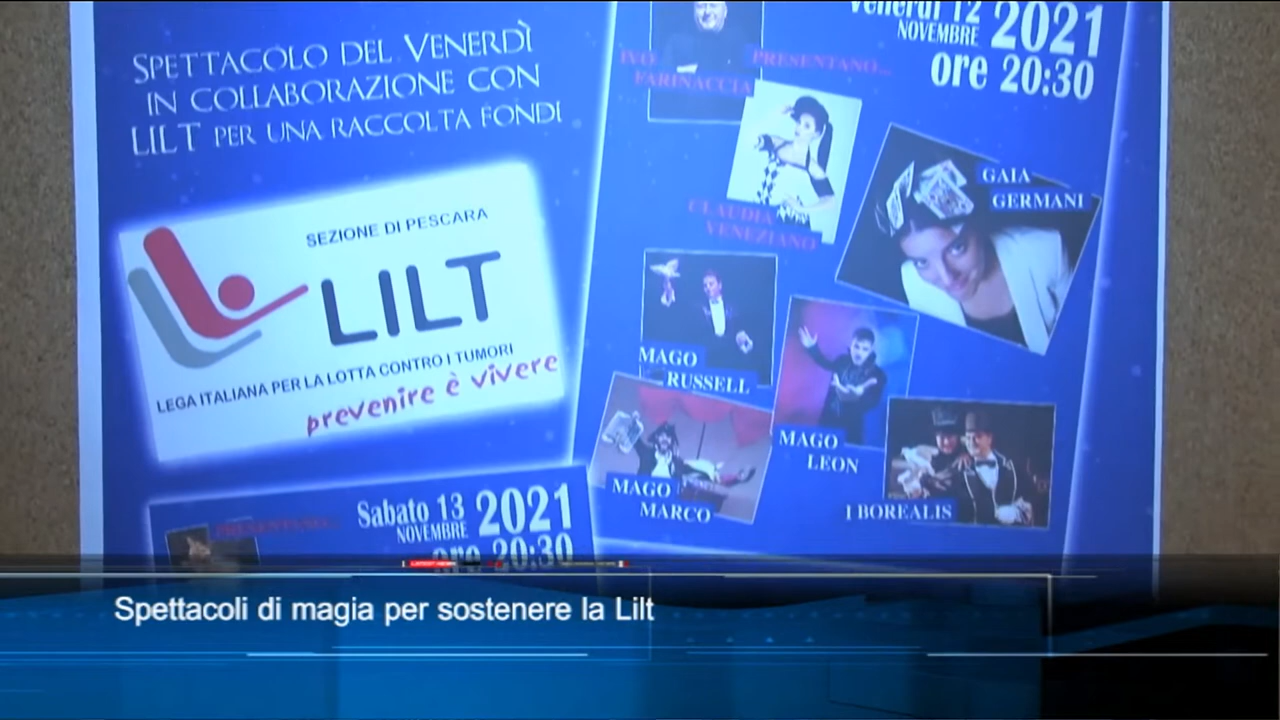 SPETTACOLO DEL VENERDÌ
IN COLLABORAZIONE CON
LILT PER UNA RACCOLTA FONDI
SEZIONE DI PESCARA
LILT
LEGA ITALIANA PER LA LOTTA CONTRO I TUMORI
prevenire è vivere
Sabato 13
NOVEMBRE
2021
ore 20:30
PRESENTANO...
Venerdì 12
NOVEMBRE
2021
ore 20:30
IVO
FARINACCIA
PRESENTANO...
CLAUDIA
VENEZIANO
GAIA
GERMANI
MAGO
RUSSELL
MAGO
LEON
MAGO
MARCO
I BOREALIS
LATEST NEWS
Spettacoli di magia per sostenere la Lilt